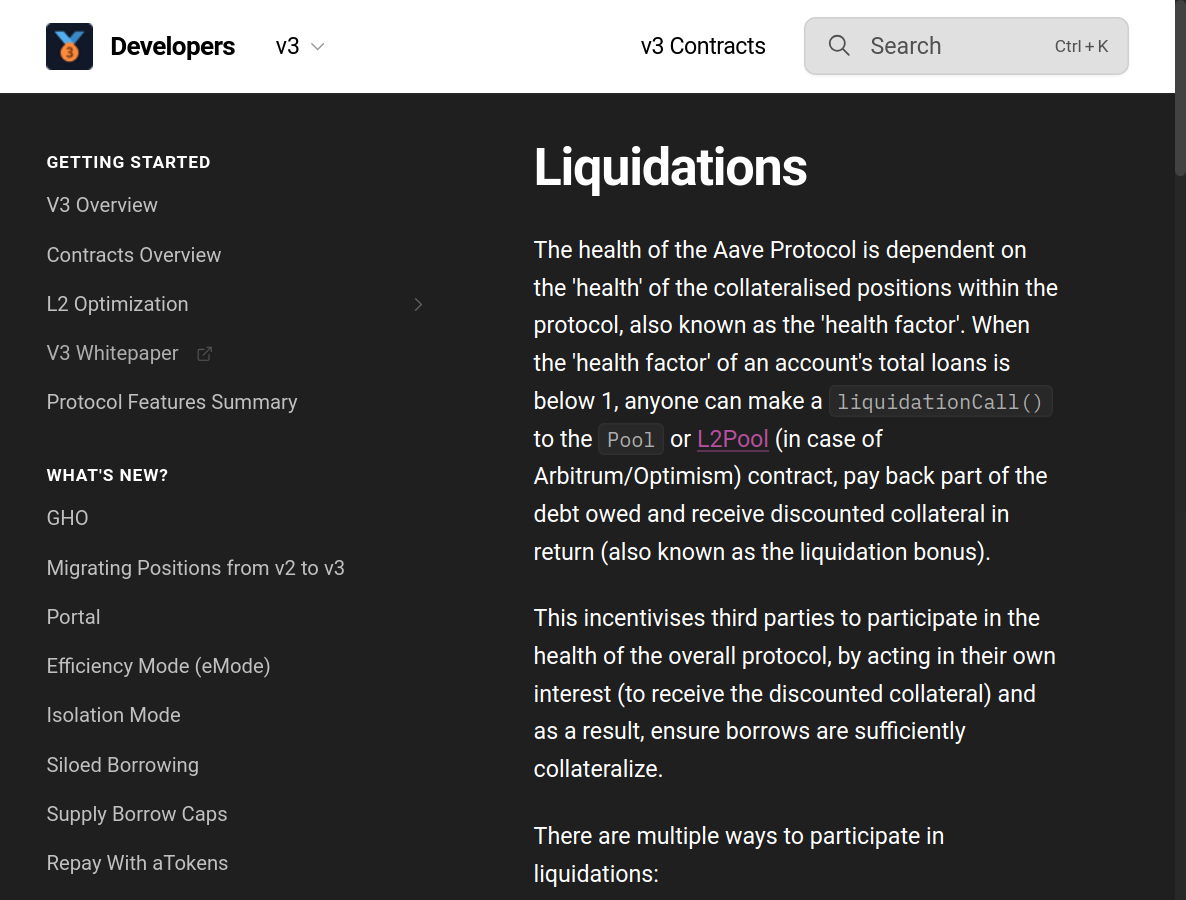 Developers
v3
v3 Contracts
Search
Ctrl + K
GETTING STARTED
V3 Overview
Contracts Overview
L2 Optimization
V3 Whitepaper
Protocol Features Summary
WHAT'S NEW?
GHO
Migrating Positions from v2 to v3
Portal
Efficiency Mode (eMode)
Isolation Mode
Siloed Borrowing
Supply Borrow Caps
Repay With aTokens
Liquidations
The health of the Aave Protocol is dependent on
the 'health' of the collateralised positions within the
protocol, also known as the 'health factor'. When
the 'health factor' of an account's total loans is
below 1, anyone can make a liquidationCall()
to the Pool or L2Pool (in case of
Arbitrum/Optimism) contract, pay back part of the
debt owed and receive discounted collateral in
return (also known as the liquidation bonus).
This incentivises third parties to participate in the
health of the overall protocol, by acting in their own
interest (to receive the discounted collateral) and
as a result, ensure borrows are sufficiently
collateralize.
There are multiple ways to participate in
liquidations: